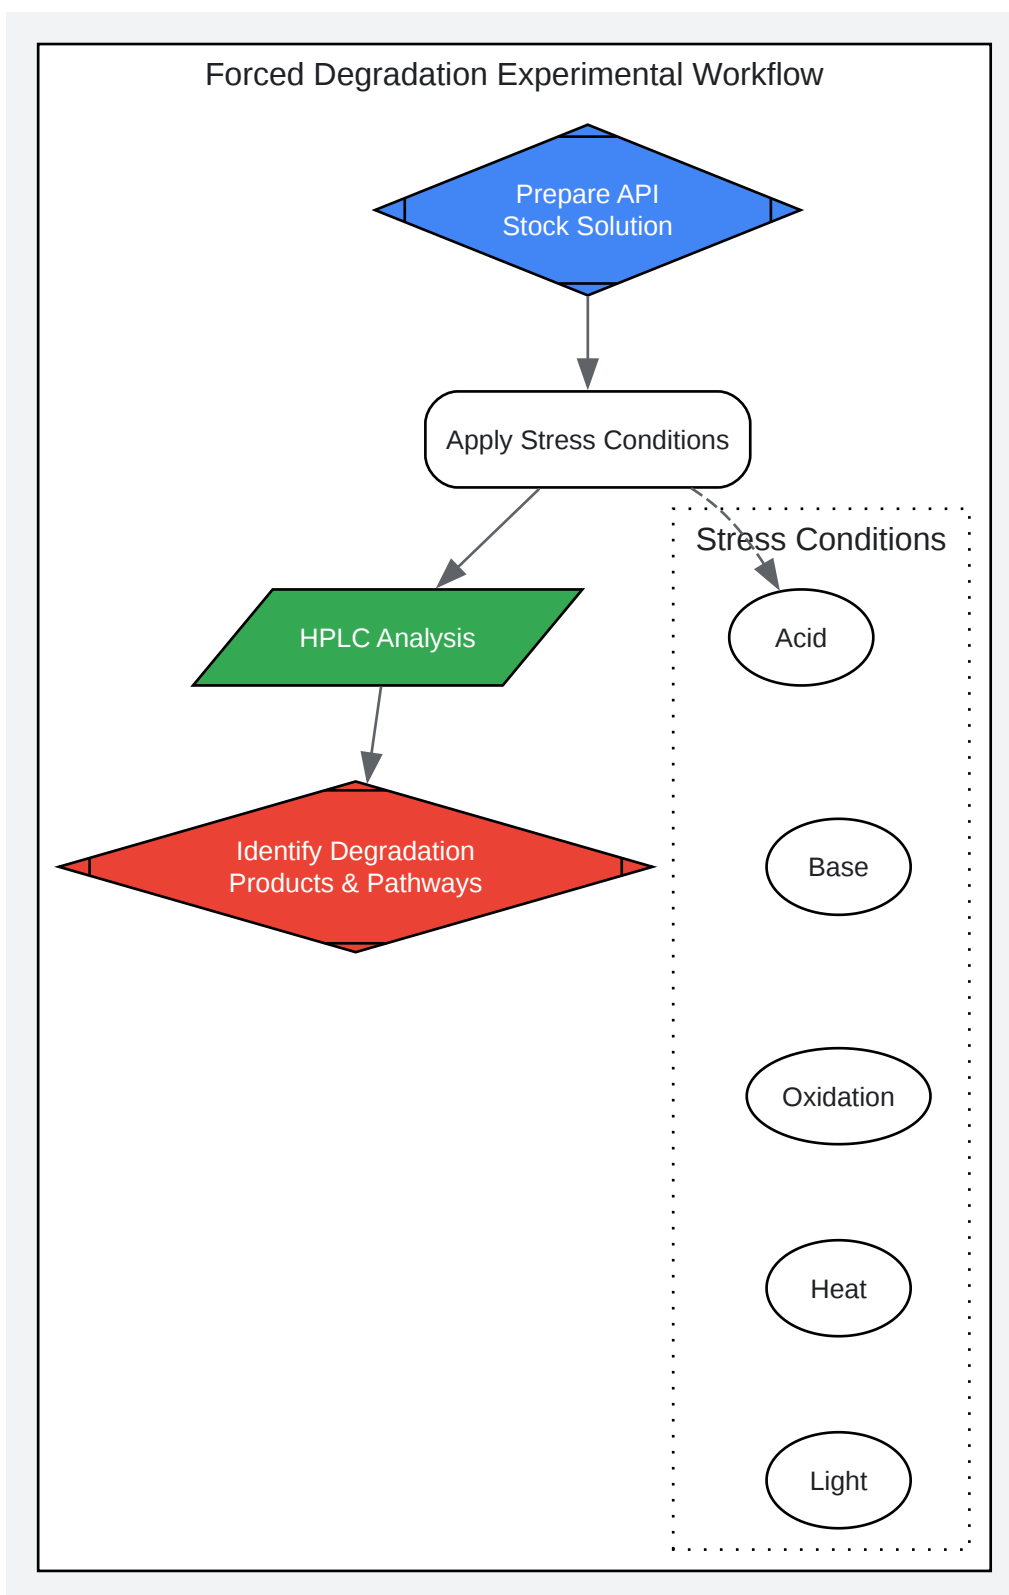 Forced Degradation Experimental Workflow
Prepare API
Stock Solution
Apply Stress Conditions
Stress Conditions
HPLC Analysis
Acid
Identify Degradation
Products & Pathways
Base
Oxidation
Heat
Light